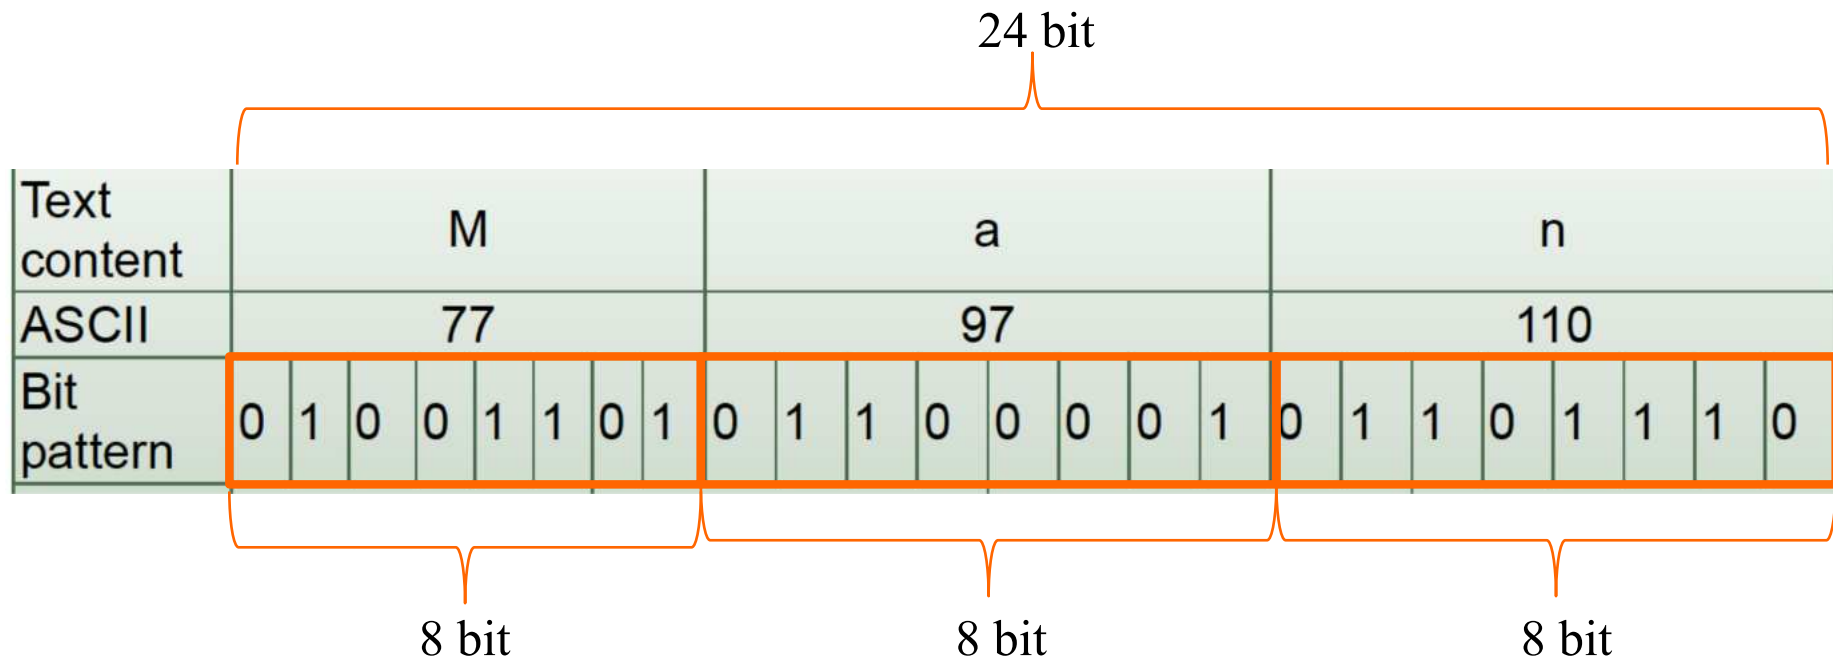 24 bit
Text content M a n
ASCII 77 97 110
Bit pattern 0 1 0 0 1 1 0 1 0 1 1 0 0 0 0 1 0 1 1 0 1 1 1 0
8 bit 8 bit 8 bit